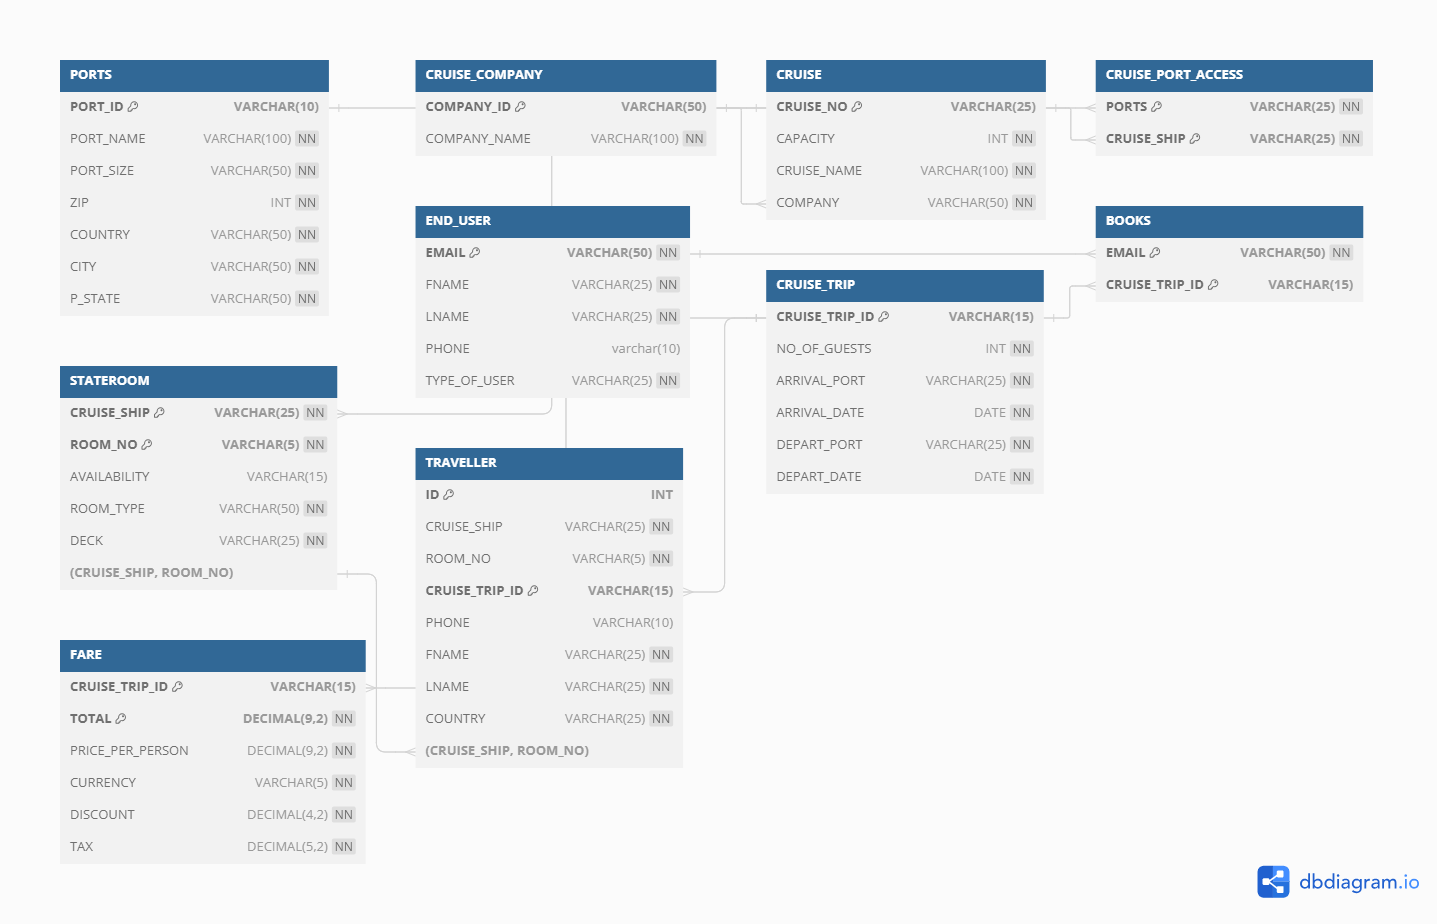 PORTS
PORT_ID VARCHAR(10)
PORT_NAME VARCHAR(100) NN
PORT_SIZE VARCHAR(50) NN
ZIP INT NN
COUNTRY VARCHAR(50) NN
CITY VARCHAR(50) NN
P_STATE VARCHAR(50) NN
CRUISE_COMPANY
COMPANY_ID VARCHAR(50)
COMPANY_NAME VARCHAR(100) NN
CRUISE
CRUISE_NO VARCHAR(25)
CAPACITY INT NN
CRUISE_NAME VARCHAR(100) NN
COMPANY VARCHAR(50) NN
CRUISE_PORT_ACCESS
PORTS VARCHAR(25) NN
CRUISE_SHIP VARCHAR(25) NN
END_USER
EMAIL VARCHAR(50) NN
FNAME VARCHAR(25) NN
LNAME VARCHAR(25) NN
PHONE varchar(10)
TYPE_OF_USER VARCHAR(25) NN
BOOKS
EMAIL VARCHAR(50) NN
CRUISE_TRIP_ID VARCHAR(15)
CRUISE_TRIP
CRUISE_TRIP_ID VARCHAR(15)
NO_OF_GUESTS INT NN
ARRIVAL_PORT VARCHAR(25) NN
ARRIVAL_DATE DATE NN
DEPART_PORT VARCHAR(25) NN
DEPART_DATE DATE NN
STATEROOM
CRUISE_SHIP VARCHAR(25) NN
ROOM_NO VARCHAR(5) NN
AVAILABILITY VARCHAR(15)
ROOM_TYPE VARCHAR(50) NN
DECK VARCHAR(25) NN
(CRUISE_SHIP, ROOM_NO)
TRAVELLER
ID INT
CRUISE_SHIP VARCHAR(25) NN
ROOM_NO VARCHAR(5) NN
CRUISE_TRIP_ID VARCHAR(15)
PHONE VARCHAR(10)
FNAME VARCHAR(25) NN
LNAME VARCHAR(25) NN
COUNTRY VARCHAR(25) NN
(CRUISE_SHIP, ROOM_NO)
FARE
CRUISE_TRIP_ID VARCHAR(15)
TOTAL DECIMAL(9,2) NN
PRICE_PER_PERSON DECIMAL(9,2) NN
CURRENCY VARCHAR(5) NN
DISCOUNT DECIMAL(4,2) NN
TAX DECIMAL(5,2) NN
dbdiagram.io